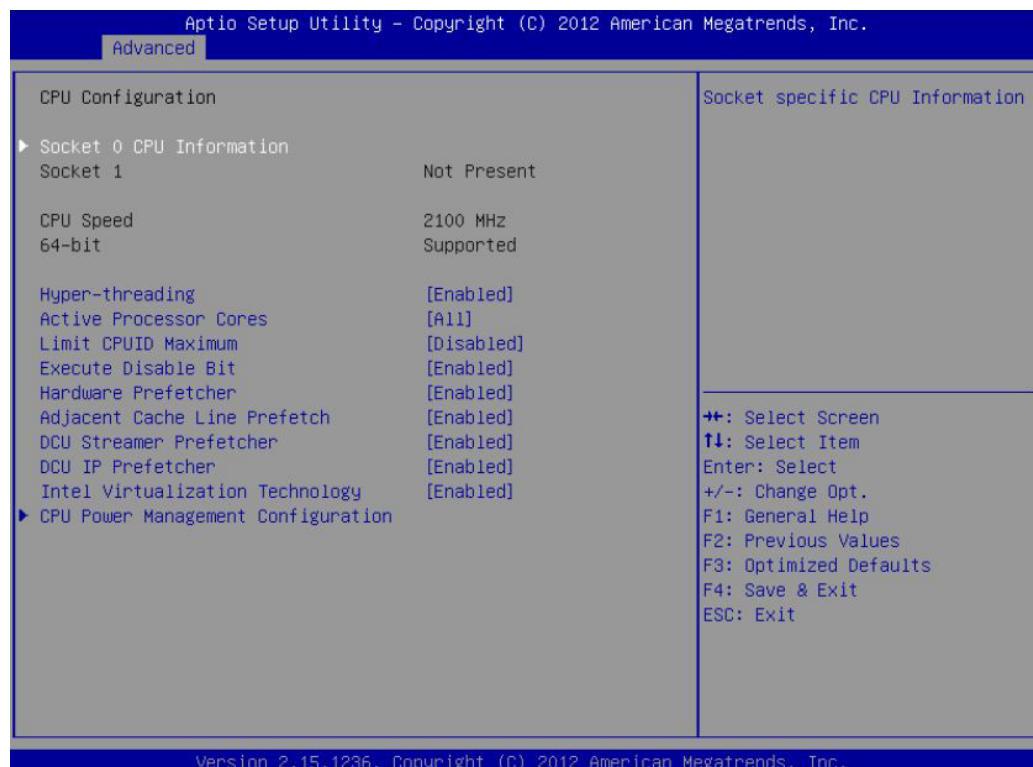 Aptio Setup Utility – Copyright (C) 2012 American Megatrends, Inc.
Advanced
CPU Configuration
Socket 0 CPU Information
Socket 1 Not Present
CPU Speed 2100 MHz
64-bit Supported
Hyper-threading [Enabled]
Active Processor Cores [All]
Limit CPUID Maximum [Disabled]
Execute Disable Bit [Enabled]
Hardware Prefetcher [Enabled]
Adjacent Cache Line Prefetch [Enabled]
DCU Streamer Prefetcher [Enabled]
DCU IP Prefetcher [Enabled]
Intel Virtualization Technology [Enabled]
CPU Power Management Configuration
Socket specific CPU Information
→←: Select Screen
↑↓: Select Item
Enter: Select
+/-: Change Opt.
F1: General Help
F2: Previous Values
F3: Optimized Defaults
F4: Save & Exit
ESC: Exit
Version 2.15.1236. Copyright (C) 2012 American Megatrends, Inc.